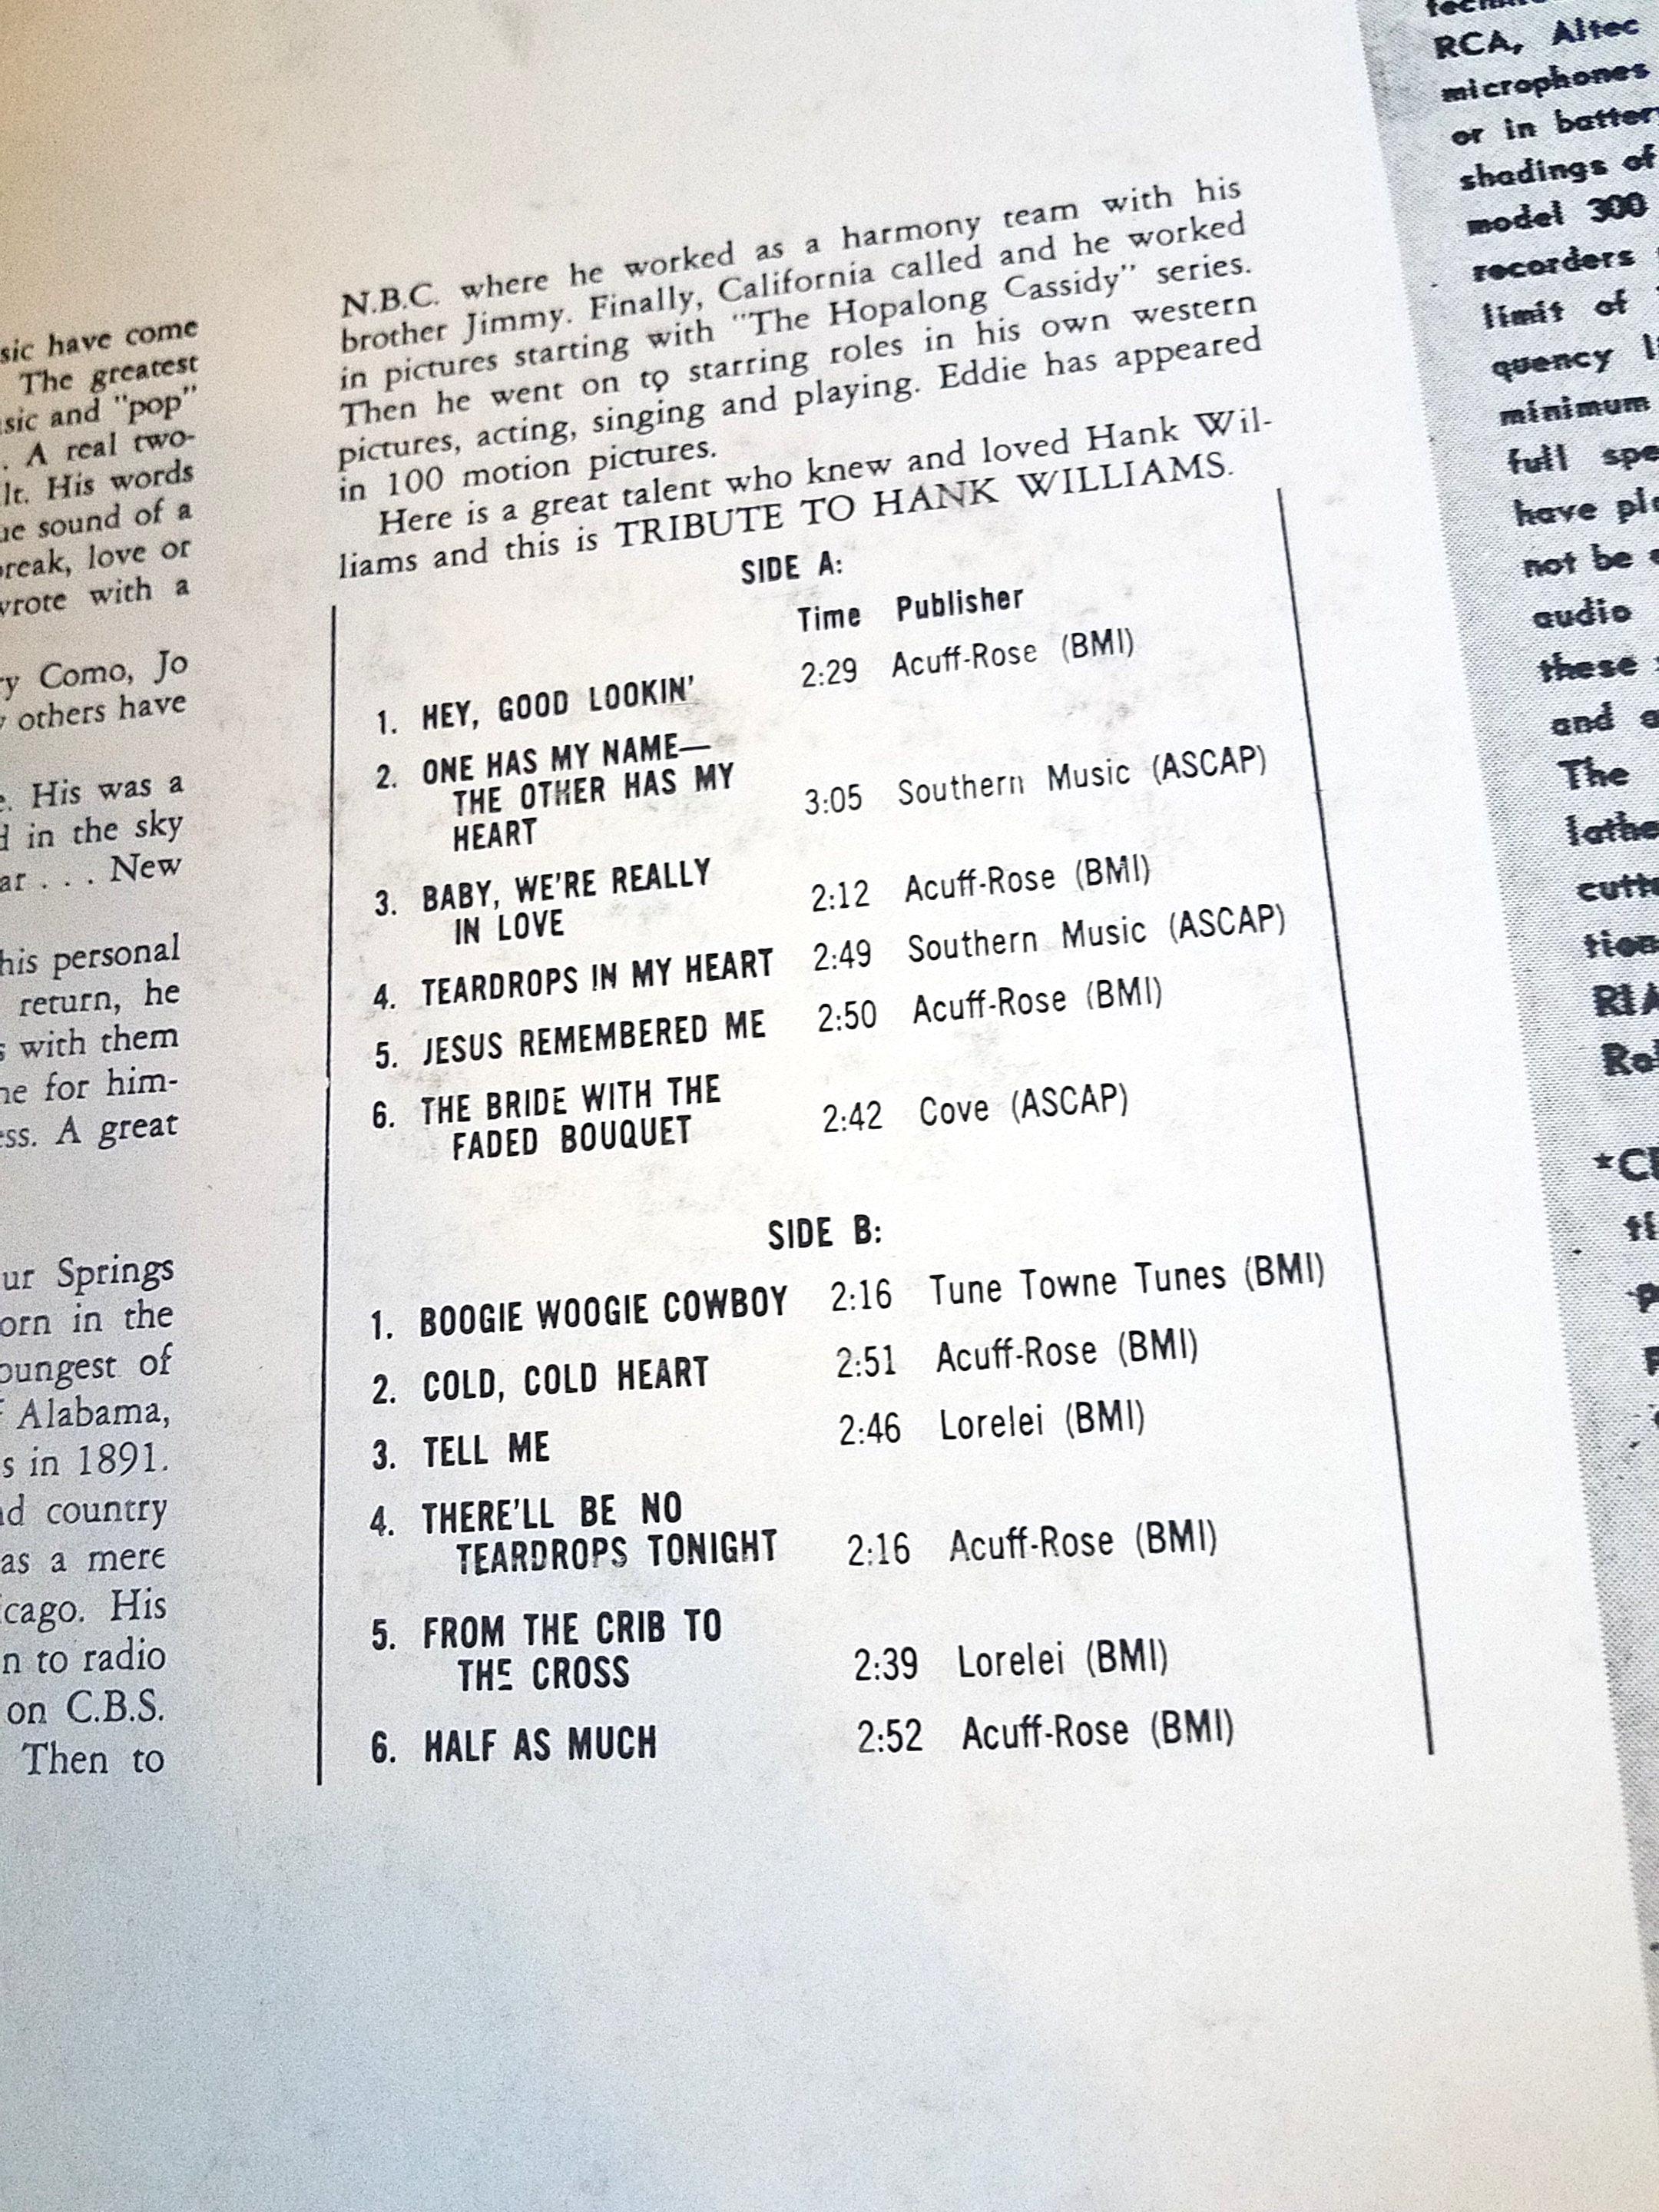 sic have come
The greatest
sic and "pop"
. A real two-
lt. His words
ue sound of a
break, love or
wrote with a
y Como, Jo
y others have
e. His was a
d in the sky
ar . . . New
his personal
return, he
s with them
me for him-
ess. A great
ur Springs
orn in the
oungest of
f Alabama,
s in 1891.
nd country
as a mere
icago. His
n to radio
on C.B.S.
Then to
N.B.C. where he worked as a harmony team with his
brother Jimmy. Finally, California called and he worked
in pictures starting with "The Hopalong Cassidy" series.
Then he went on to starring roles in his own western
pictures, acting, singing and playing. Eddie has appeared
in 100 motion pictures.
Here is a great talent who knew and loved Hank Wil-
liams and this is TRIBUTE TO HANK WILLIAMS.
SIDE A:
Time Publisher
1. HEY, GOOD LOOKIN' 2:29 Acuff-Rose (BMI)
2. ONE HAS MY NAME—
THE OTHER HAS MY
HEART 3:05 Southern Music (ASCAP)
3. BABY, WE'RE REALLY
IN LOVE 2:12 Acuff-Rose (BMI)
4. TEARDROPS IN MY HEART 2:49 Southern Music (ASCAP)
5. JESUS REMEMBERED ME 2:50 Acuff-Rose (BMI)
6. THE BRIDE WITH THE
FADED BOUQUET 2:42 Cove (ASCAP)
SIDE B:
1. BOOGIE WOOGIE COWBOY 2:16 Tune Towne Tunes (BMI)
2. COLD, COLD HEART 2:51 Acuff-Rose (BMI)
3. TELL ME 2:46 Lorelei (BMI)
4. THERE'LL BE NO
TEARDROPS TONIGHT 2:16 Acuff-Rose (BMI)
5. FROM THE CRIB TO
THE CROSS 2:39 Lorelei (BMI)
6. HALF AS MUCH 2:52 Acuff-Rose (BMI)
RCA, Altec
microphones
or in batter
shadings of
model 300
recorders
limit of
quency
minimum
full spe
have pl
not be
audio
these
and
The
lathe
cutt
tion
RIA